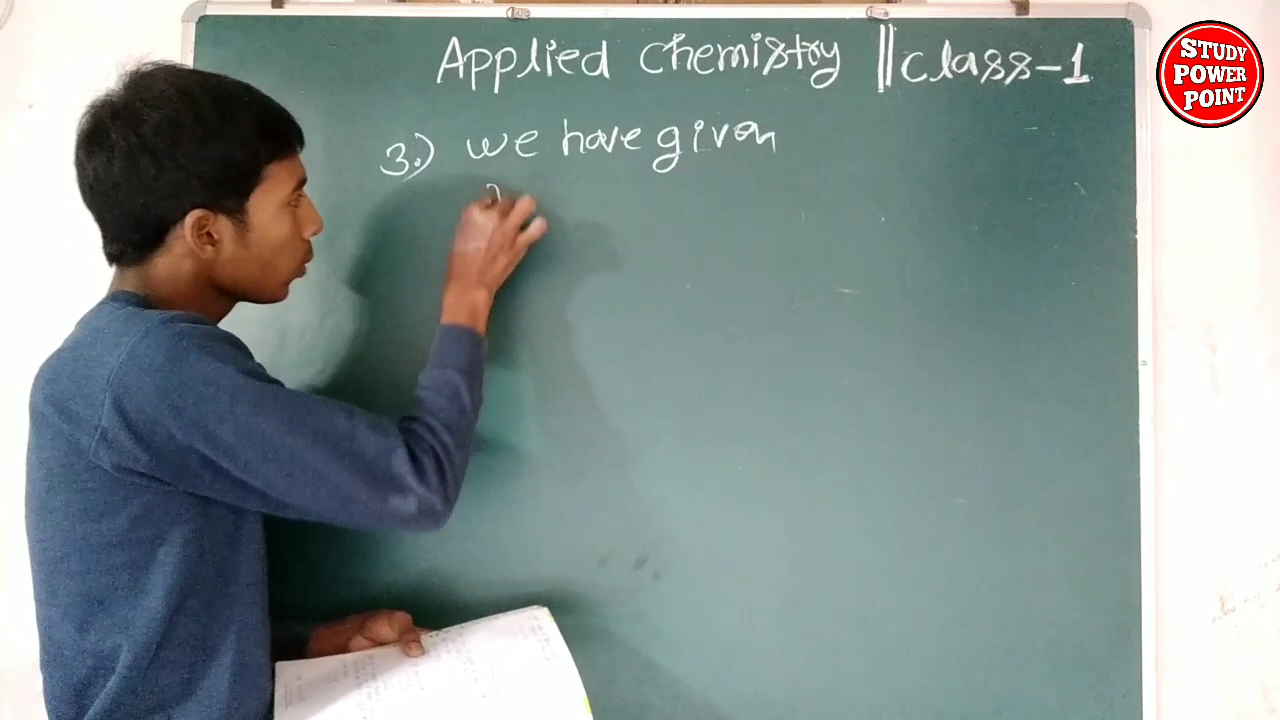 Applied chemistry || class-1
3.) we have given
STUDY
POWER
POINT